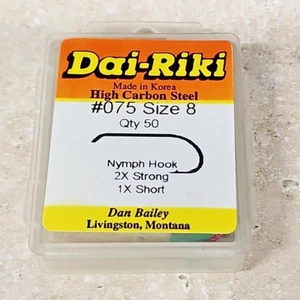 Dai-Riki
Made in Korea
High Carbon Steel
#075 Size 8
Qty 50
Nymph Hook
2X Strong
1X Short
Dan Bailey
Livingston, Montana